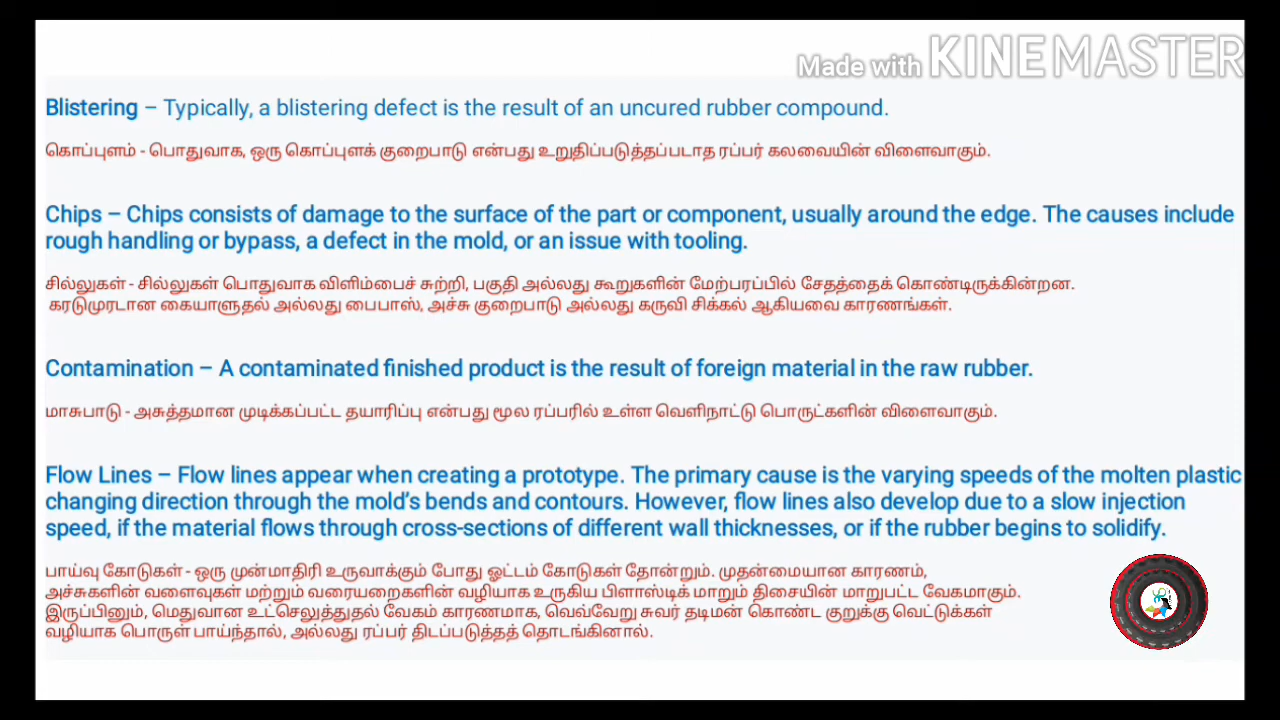 Made with KINEMASTER
Blistering – Typically, a blistering defect is the result of an uncured rubber compound.
கொப்புளம் - பொதுவாக, ஒரு கொப்புளக் குறைபாடு என்பது உறுதிப்படுத்தப்படாத ரப்பர் கலவையின் விளைவாகும்.
Chips – Chips consists of damage to the surface of the part or component, usually around the edge. The causes include
rough handling or bypass, a defect in the mold, or an issue with tooling.
சில்லுகள் - சில்லுகள் பொதுவாக விளிம்பைச் சுற்றி, பகுதி அல்லது கூறுகளின் மேற்பரப்பில் சேதத்தைக் கொண்டிருக்கின்றன.
கரடுமுரடான கையாளுதல் அல்லது பைபாஸ், அச்சு குறைபாடு அல்லது கருவி சிக்கல் ஆகியவை காரணங்கள்.
Contamination – A contaminated finished product is the result of foreign material in the raw rubber.
மாசுபாடு - அசுத்தமான முடிக்கப்பட்ட தயாரிப்பு என்பது மூல ரப்பரில் உள்ள வெளிநாட்டு பொருட்களின் விளைவாகும்.
Flow Lines – Flow lines appear when creating a prototype. The primary cause is the varying speeds of the molten plastic
changing direction through the mold’s bends and contours. However, flow lines also develop due to a slow injection
speed, if the material flows through cross-sections of different wall thicknesses, or if the rubber begins to solidify.
பாய்வு கோடுகள் - ஒரு முன்மாதிரி உருவாக்கும் போது ஓட்டம் கோடுகள் தோன்றும். முதன்மையான காரணம்,
அச்சுகளின் வளைவுகள் மற்றும் வரையறைகளின் வழியாக உருகிய பிளாஸ்டிக் மாறும் திசையின் மாறுபட்ட வேகமாகும்.
இருப்பினும், மெதுவான உட்செலுத்துதல் வேகம் காரணமாக, வெவ்வேறு சுவர் தடிமன் கொண்ட குறுக்கு வெட்டுக்கள்
வழியாக பொருள் பாய்ந்தால், அல்லது ரப்பர் திடப்படுத்தத் தொடங்கினால்.